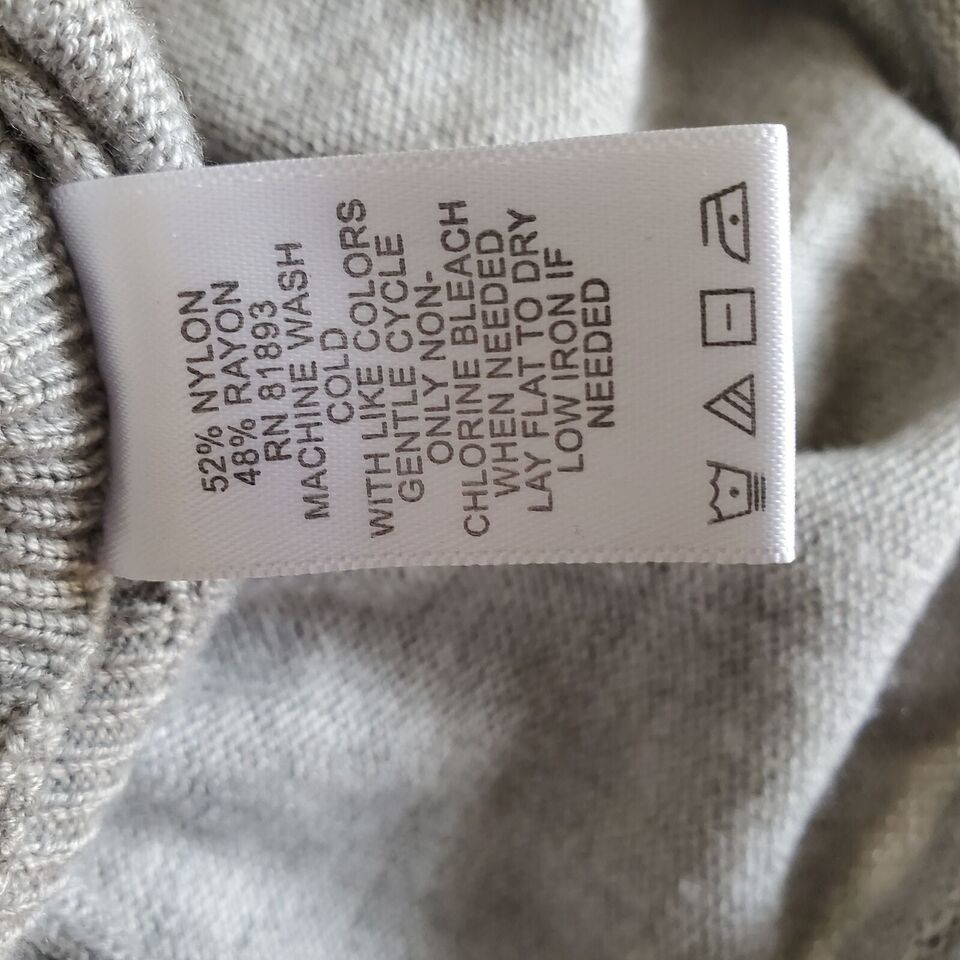 52% NYLON
48% RAYON
RN 81893
MACHINE WASH
COLD
WITH LIKE COLORS
GENTLE CYCLE
ONLY NON-
CHLORINE BLEACH
WHEN NEEDED
LAY FLAT TO DRY
LOW IRON IF
NEEDED